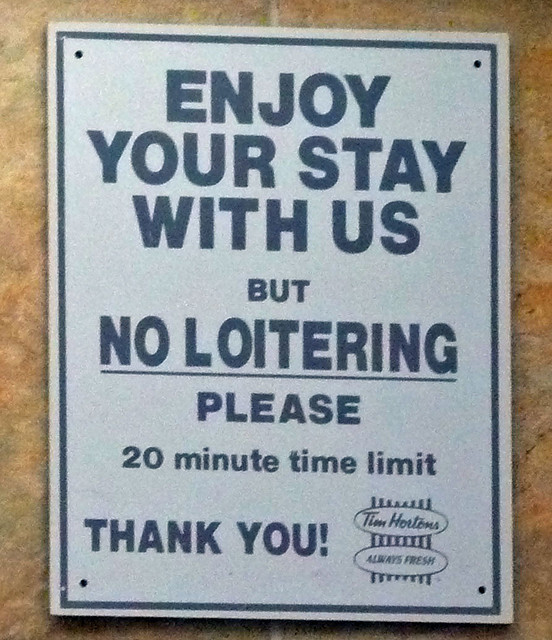 ENJOY
YOUR STAY
WITH US
BUT
NO LOITERING
PLEASE
20 minute time limit
THANK YOU!
Tim Hortons
ALWAYS FRESH